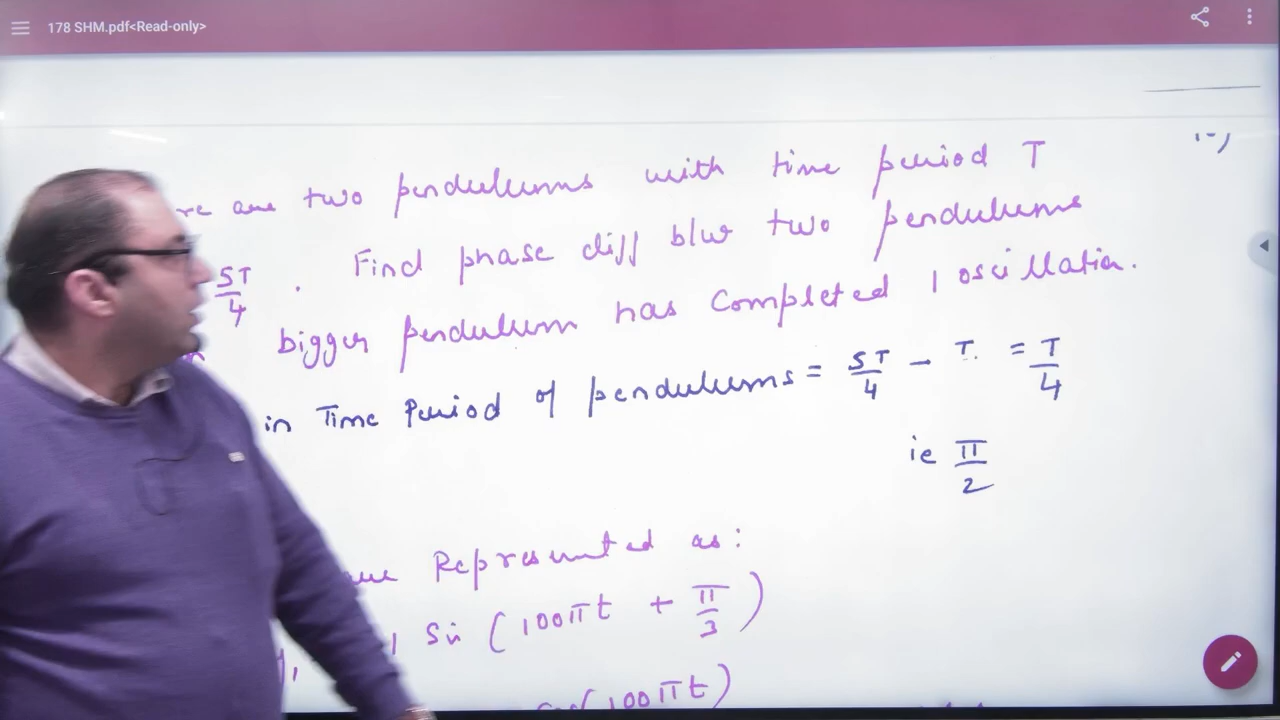 178 SHM.pdf<Read-only>
re are two pendulums with time period T
5T/4 . Find phase diff b/w two pendulums
bigger pendulum has completed 1 oscillation.
in Time Period of pendulums = 5T/4 - T = T/4
ie π/2
are Represented as:
Sin (100πt + π/3)
(100πt)